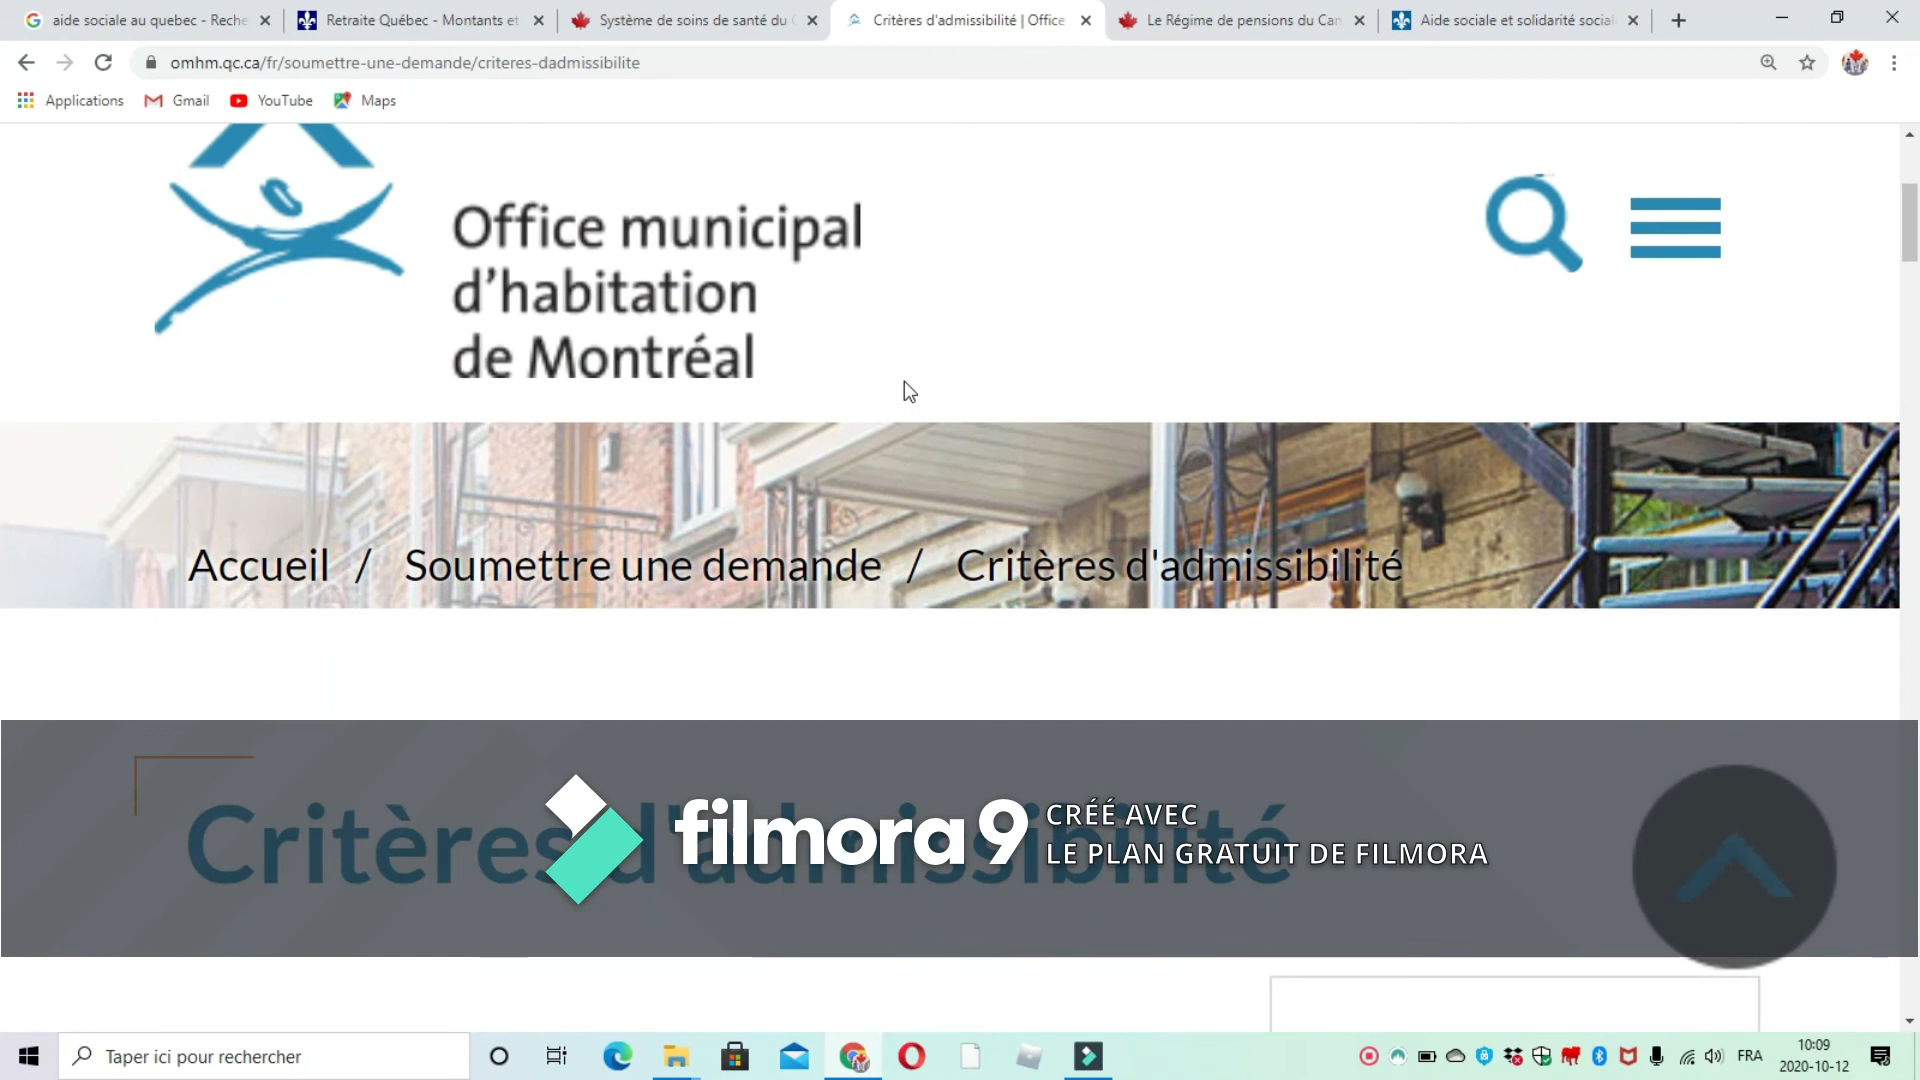 aide sociale au quebec - Reche
Retraite Québec - Montants et
Système de soins de santé du C
Critères d'admissibilité | Office
Le Régime de pensions du Can
Aide sociale et solidarité social
omhm.qc.ca/fr/soumettre-une-demande/criteres-dadmissibilite
Applications
Gmail
YouTube
Maps
Office municipal
d'habitation
de Montréal
Accueil / Soumettre une demande / Critères d'admissibilité
Critères d'admissibilité
filmora9
CRÉÉ AVEC
LE PLAN GRATUIT DE FILMORA
Taper ici pour rechercher
FRA
10:09
2020-10-12